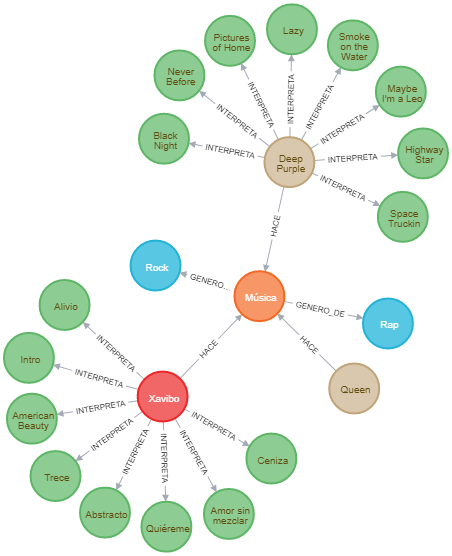 Lazy
Smoke
on the
Water
Pictures
of Home
Never
Before
Maybe
I'm a Leo
Black
Night
Highway
Star
Space
Truckin
INTERPRETA
INTERPRETA
INTERPRETA
INTERPRETA
INTERPRETA
INTERPRETA
INTERPRETA
INTERPRETA
Deep
Purple
HACE
Rock
GENERO...
Música
GENERO_DE
Rap
HACE
HACE
Queen
Alivio
INTERPRETA
Intro
INTERPRETA
Xavibo
American
Beauty
INTERPRETA
INTERPRETA
INTERPRETA
INTERPRETA
INTERPRETA
INTERPRETA
Ceniza
Trece
Abstracto
Quiéreme
Amor sin
mezclar